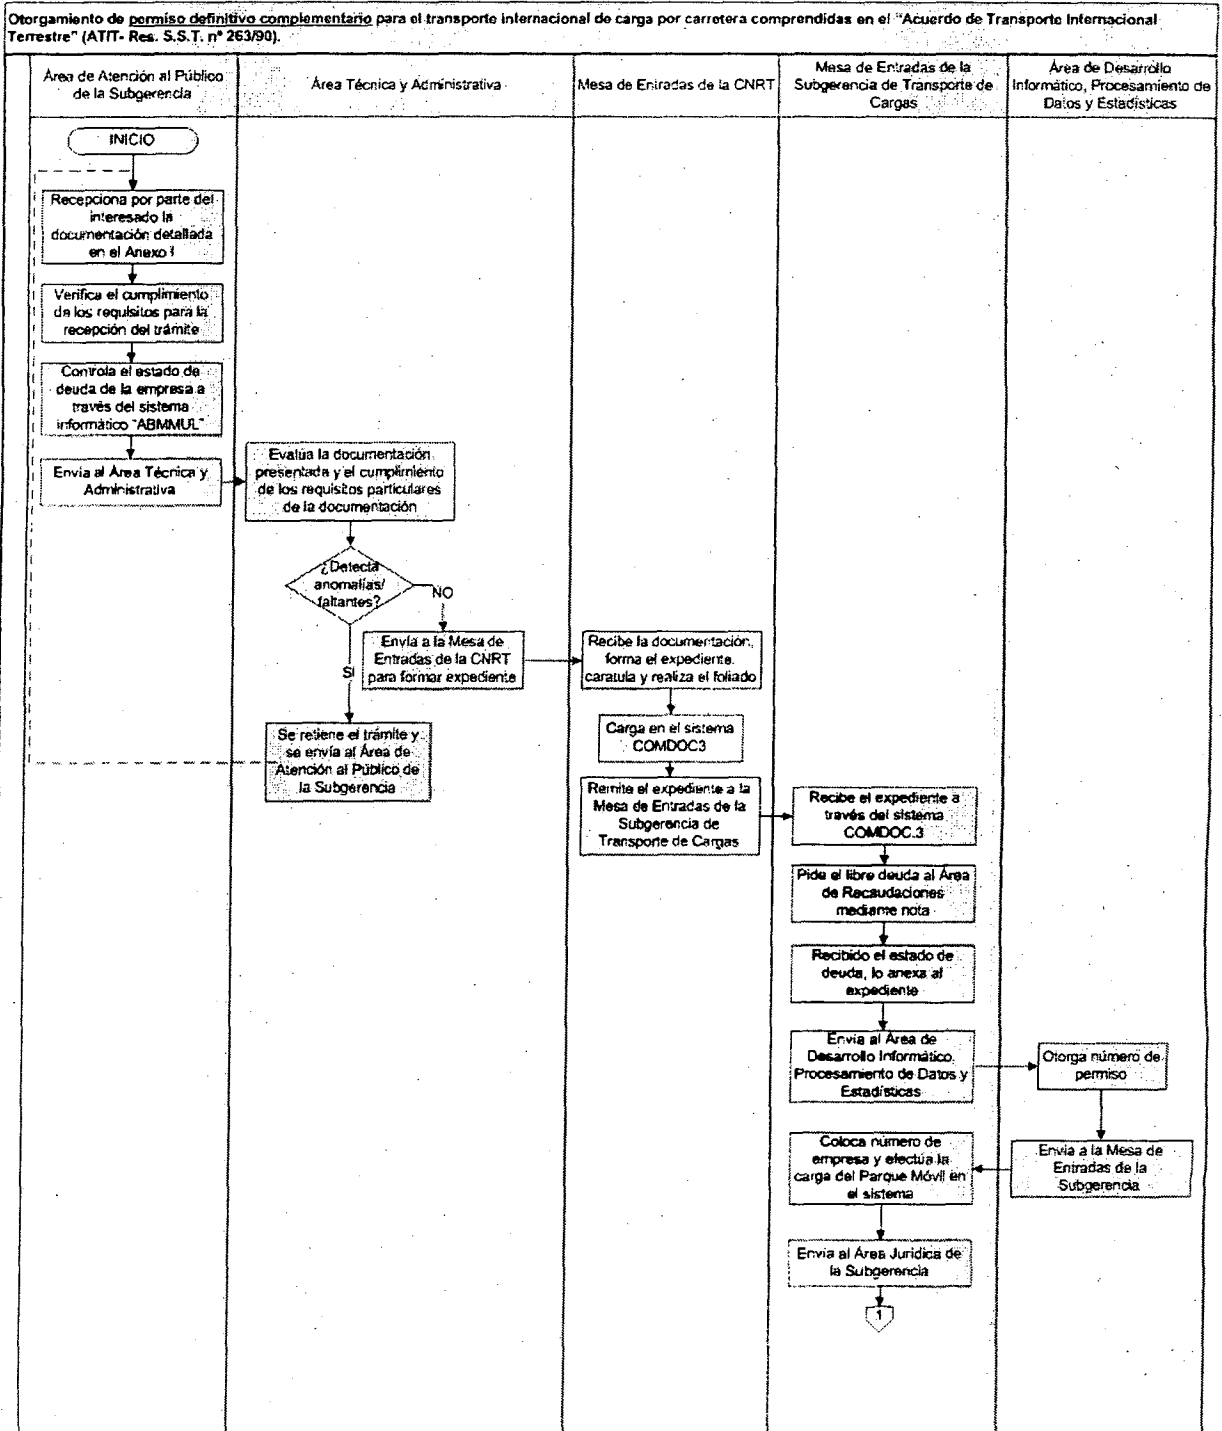 Otorgamiento de permiso definitivo complementario para el transporte internacional de carga por carretera comprendidas en el "Acuerdo de Transporte Internacional
Terrestre" (ATIT- Res. S.S.T. nº 263/90).
Área de Atención al Público
de la Subgerencia
Área Técnica y Administrativa
Mesa de Entradas de la CNRT
Mesa de Entradas de la
Subgerencia de Transporte de
Cargas
Área de Desarrollo
Informático, Procesamiento de
Datos y Estadísticas
INICIO
Recepciona por parte del
interesado la
documentación detallada
en el Anexo I
Verifica el cumplimiento
de los requisitos para la
recepción del trámite
Controla el estado de
deuda de la empresa a
través del sistema
informático "ABMMUL"
Envia al Área Técnica y
Administrativa
Evalúa la documentación
presentada y el cumplimiento
de los requisitos particulares
de la documentación
¿Detecta
anomalías/
faltantes?
NO
SI
Envía a la Mesa de
Entradas de la CNRT
para formar expediente
Se retiene el trámite y
se envía al Área de
Atención al Público de
la Subgerencia
Recibe la documentación,
forma el expediente,
caratula y realiza el foliado
Carga en el sistema
COMDOC3
Remite el expediente a la
Mesa de Entradas de la
Subgerencia de
Transporte de Cargas
Recibe el expediente a
través del sistema
COMDOC.3
Pide el libre deuda al Área
de Recaudaciones
mediante nota
Recibido el estado de
deuda, lo anexa al
expediente
Envía al Área de
Desarrollo Informático,
Procesamiento de Datos y
Estadísticas
Otorga número de
permiso
Envia a la Mesa de
Entradas de la
Subgerencia
Coloca número de
empresa y efectúa la
carga del Parque Móvil en
el sistema
Envía al Área Jurídica de
la Subgerencia
1